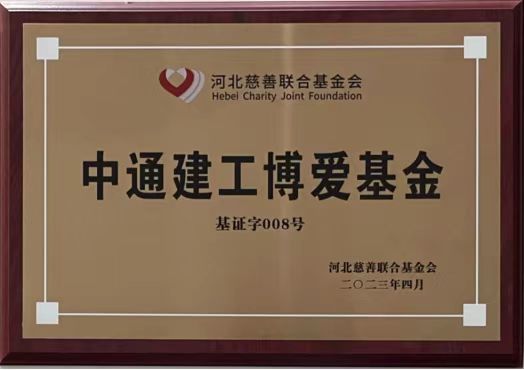 河北慈善联合基金会
Hebei Charity Joint Foundation
中通建工博爱基金
基证字008号
河北慈善联合基金会
二〇二三年四月